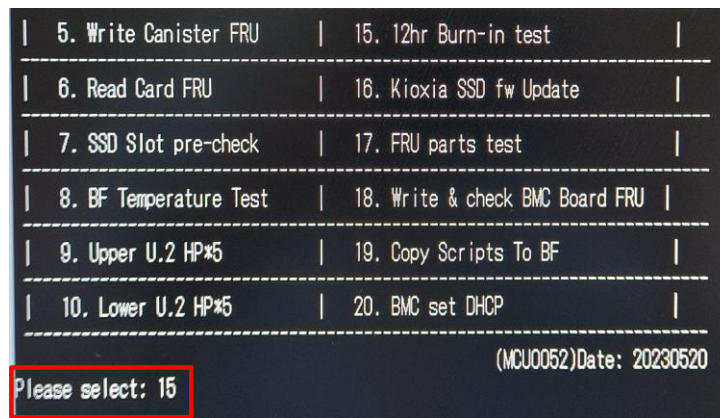 | 5. Write Canister FRU | 15. 12hr Burn-in test |
| 6. Read Card FRU | 16. Kioxia SSD fw Update |
| 7. SSD Slot pre-check | 17. FRU parts test |
| 8. BF Temperature Test | 18. Write & check BMC Board FRU |
| 9. Upper U.2 HP*5 | 19. Copy Scripts To BF |
| 10. Lower U.2 HP*5 | 20. BMC set DHCP |
(MCU0052)Date: 20230520
Please select: 15